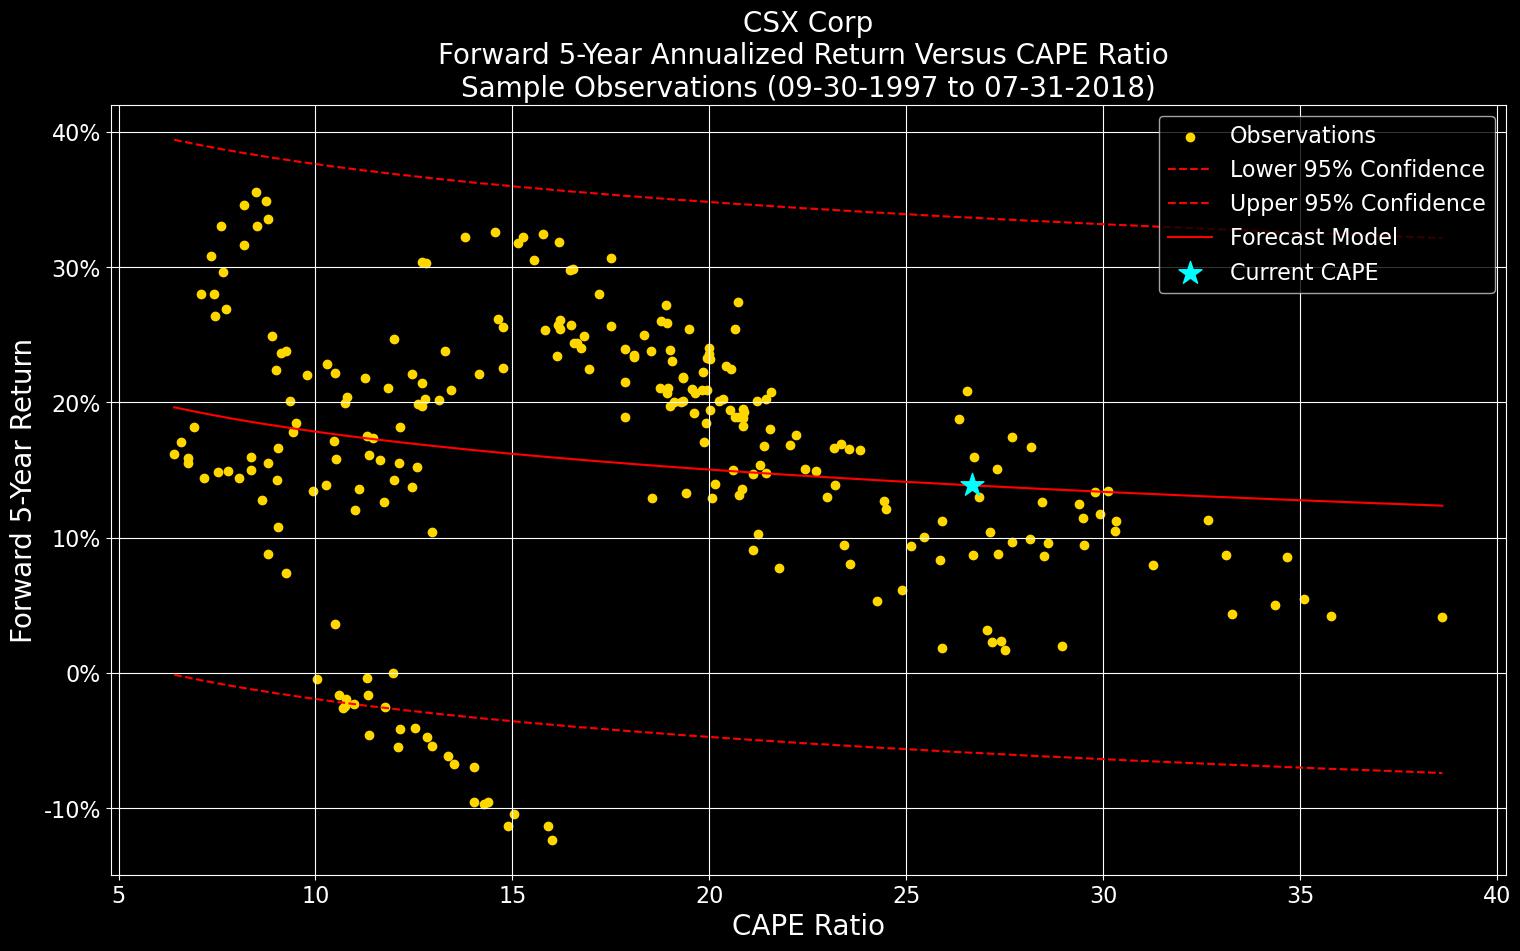 CSX Corp
Forward 5-Year Annualized Return Versus CAPE Ratio
Sample Observations (09-30-1997 to 07-31-2018)
Observations
Lower 95% Confidence
Upper 95% Confidence
Forecast Model
Current CAPE
Forward 5-Year Return
40%
30%
20%
10%
0%
-10%
5 10 15 20 25 30 35 40
CAPE Ratio